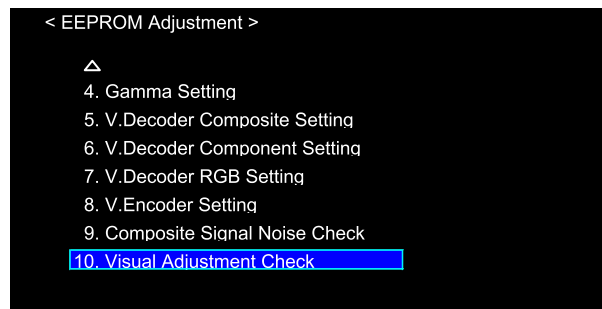 < EEPROM Adjustment >
4. Gamma Setting
5. V.Decoder Composite Setting
6. V.Decoder Component Setting
7. V.Decoder RGB Setting
8. V.Encoder Setting
9. Composite Signal Noise Check
10. Visual Adjustment Check